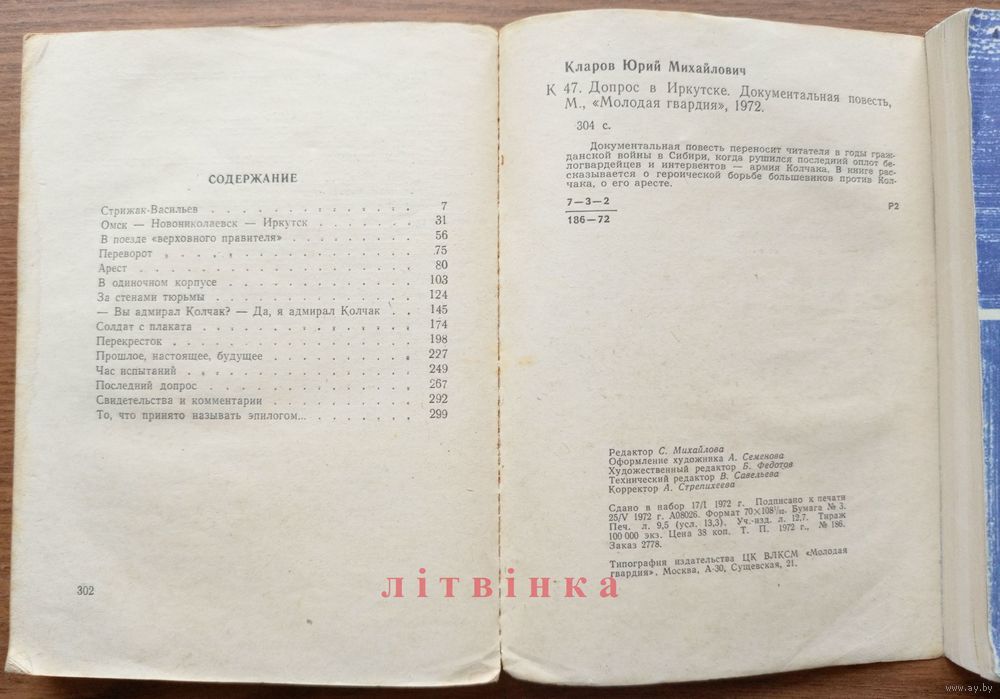 СОДЕРЖАНИЕ
Стрижак-Васильев . . . . . . . . . . . 7
Омск — Новониколаевск — Иркутск . . . . . 31
В поезде «верховного правителя» . . . . . . 56
Переворот . . . . . . . . . . . . . 75
Арест . . . . . . . . . . . . . . 80
В одиночном корпусе . . . . . . . . . . 103
За стенами тюрьмы . . . . . . . . . . 124
— Вы адмирал Колчак? — Да, я адмирал Колчак . . 145
Солдат с плаката . . . . . . . . . . . 174
Перекресток . . . . . . . . . . . . 198
Прошлое, настоящее, будущее . . . . . . . 227
Час испытаний . . . . . . . . . . . . 249
Последний допрос . . . . . . . . . . . 267
Свидетельства и комментарии . . . . . . . 292
То, что принято называть эпилогом... . . . . . 299
302
Кларов Юрий Михайлович
К 47. Допрос в Иркутске. Документальная повесть,
М., «Молодая гвардия», 1972.
304 с.
Документальная повесть переносит читателя в годы граж-
данской войны в Сибири, когда рушился последний оплот бе-
логвардейцев и интервентов — армия Колчака. В книге рас-
сказывается о героической борьбе большевиков против Кол-
чака, о его аресте.
7—3—2
186—72
Р2
Редактор С. Михайлова
Оформление художника А. Семенова
Художественный редактор Б. Федотов
Технический редактор В. Савельева
Корректор А. Стрепихеева
Сдано в набор 17/I 1972 г. Подписано к печати
25/V 1972 г. А08026. Формат 70×108¹/₃₂. Бумага № 3.
Печ. л. 9,5 (усл. 13,3). Уч.-изд. л. 12,7. Тираж
100 000 экз. Цена 38 коп. Т. П. 1972 г., № 186.
Заказ 2778.
Типография издательства ЦК ВЛКСМ «Молодая
гвардия», Москва, А-30, Сущевская, 21.
літвінка
www.ay.by